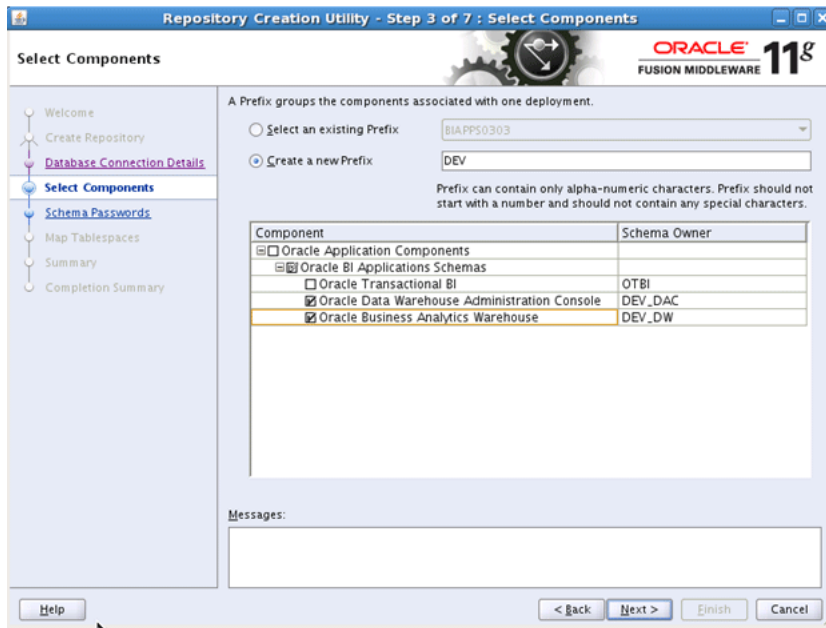 Repository Creation Utility - Step 3 of 7 : Select Components
Select Components
ORACLE
FUSION MIDDLEWARE 11g
Welcome
Create Repository
Database Connection Details
Select Components
Schema Passwords
Map Tablespaces
Summary
Completion Summary
A Prefix groups the components associated with one deployment.
Select an existing Prefix
BIAPPS0303
Create a new Prefix
DEV
Prefix can contain only alpha-numeric characters. Prefix should not
start with a number and should not contain any special characters.
Component Schema Owner
Oracle Application Components
Oracle BI Applications Schemas
Oracle Transactional BI OTBI
Oracle Data Warehouse Administration Console DEV_DAC
Oracle Business Analytics Warehouse DEV_DW
Messages:
Help
< Back
Next >
Finish
Cancel